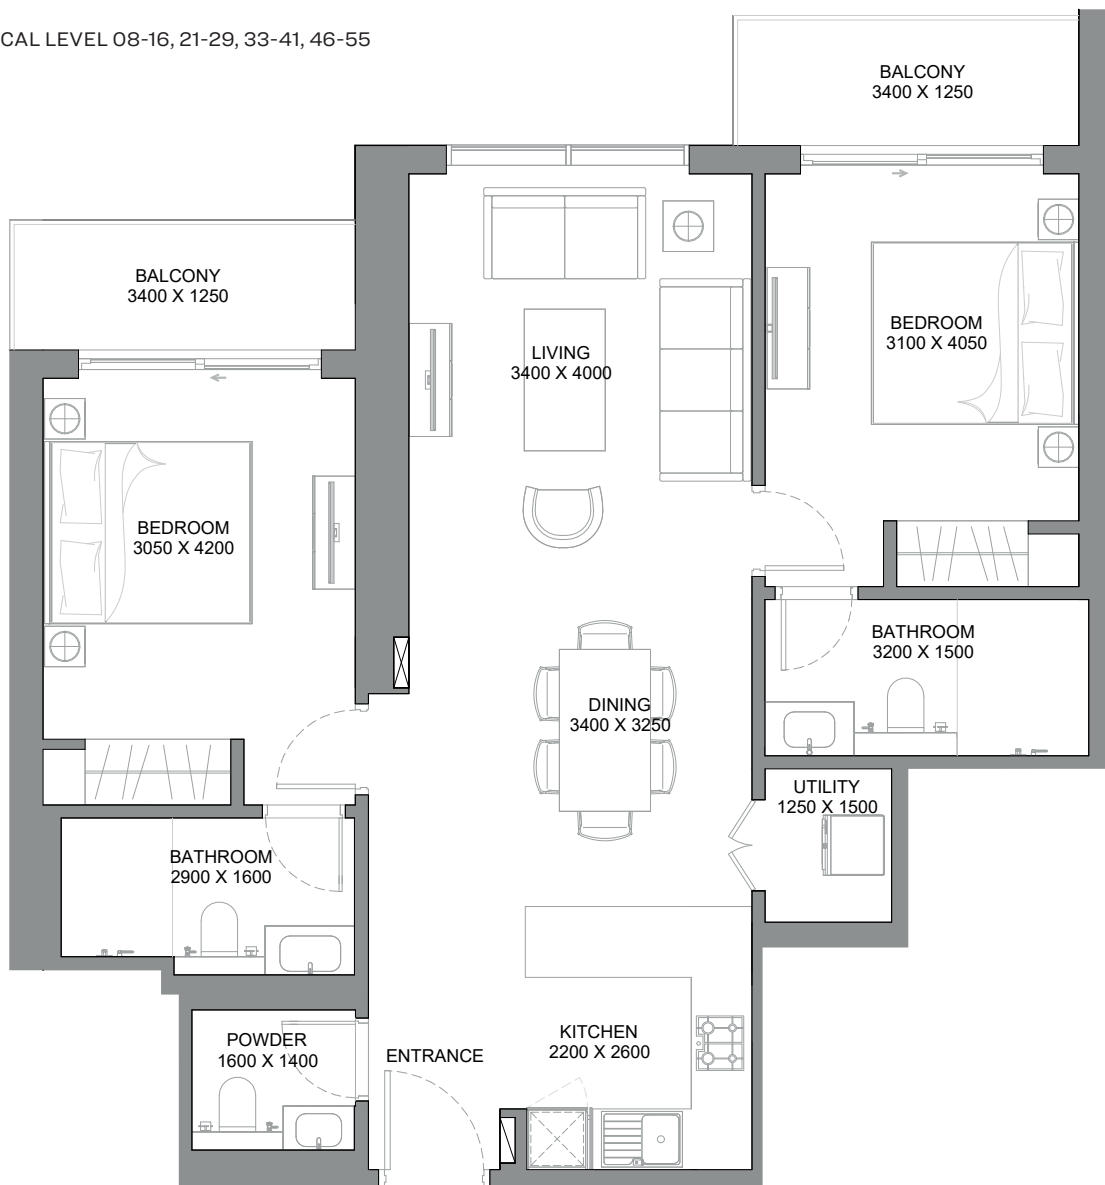 CAL LEVEL 08-16, 21-29, 33-41, 46-55
BALCONY
3400 X 1250
BALCONY
3400 X 1250
LIVING
3400 X 4000
BEDROOM
3100 X 4050
BEDROOM
3050 X 4200
BATHROOM
3200 X 1500
DINING
3400 X 3250
UTILITY
1250 X 1500
BATHROOM
2900 X 1600
POWDER
1600 X 1400
ENTRANCE
KITCHEN
2200 X 2600